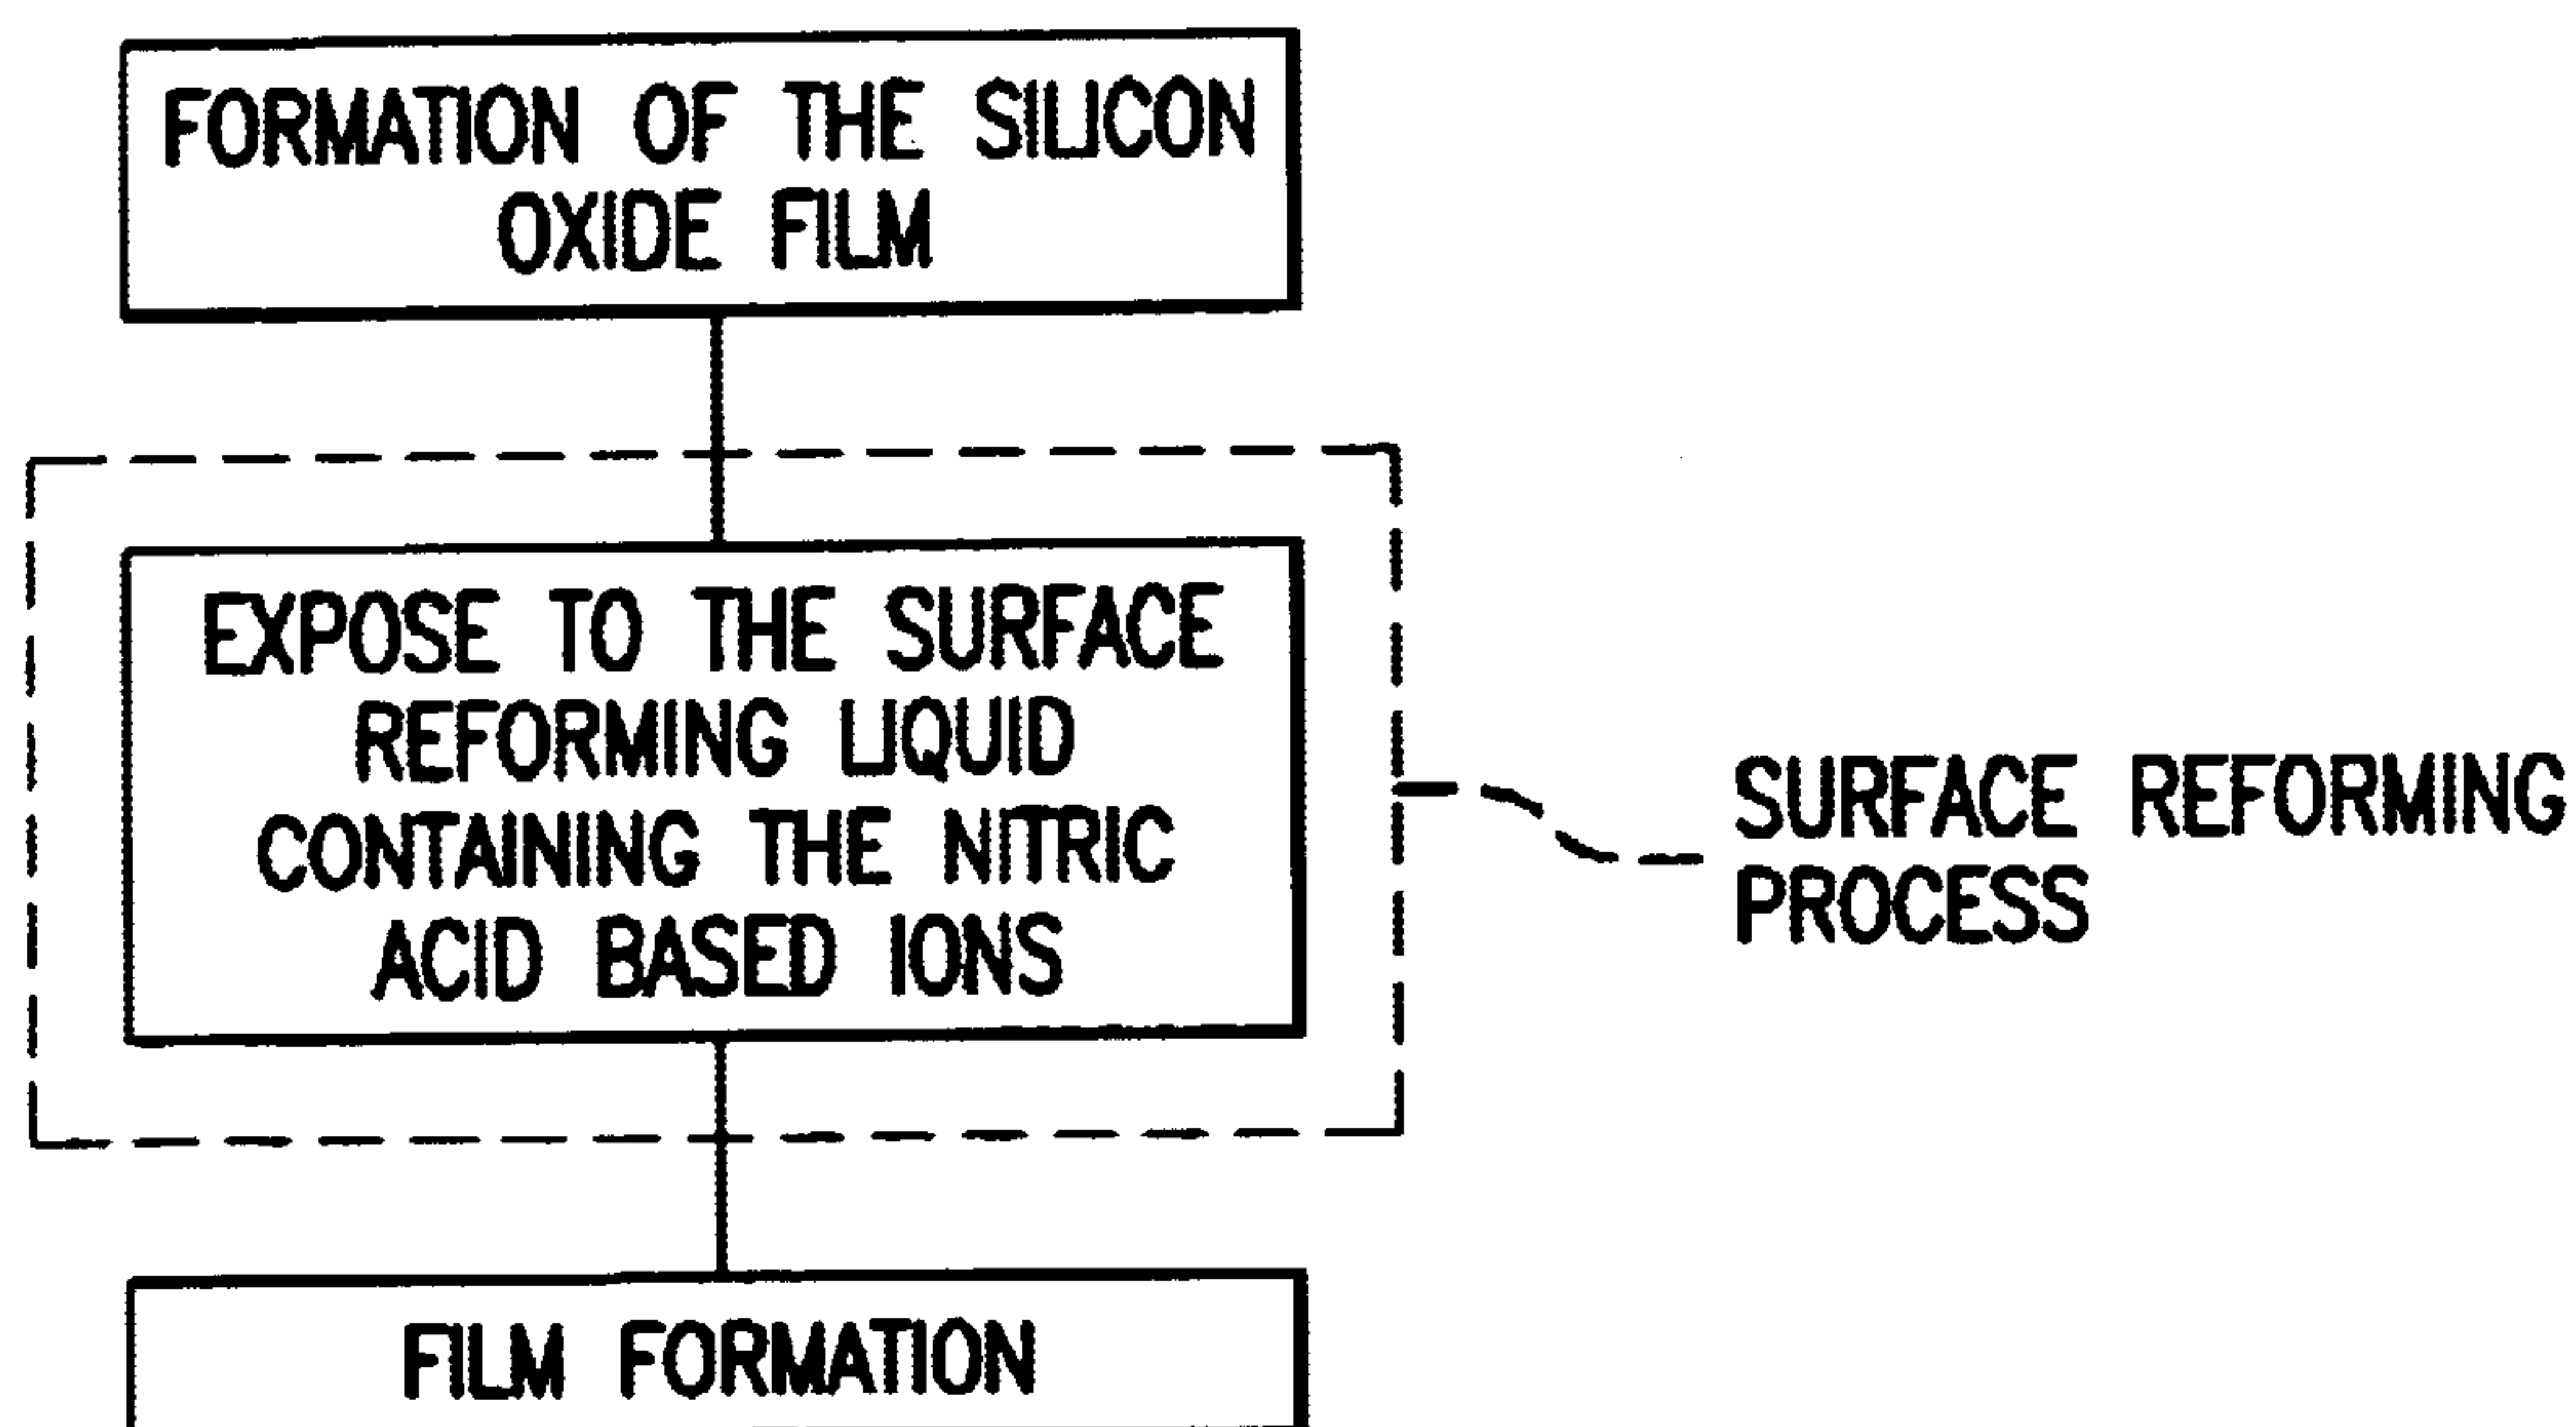 FORMATION OF THE SILICON
OXIDE FILM
EXPOSE TO THE SURFACE
REFORMING LIQUID
CONTAINING THE NITRIC
ACID BASED IONS
SURFACE REFORMING
PROCESS
FILM FORMATION